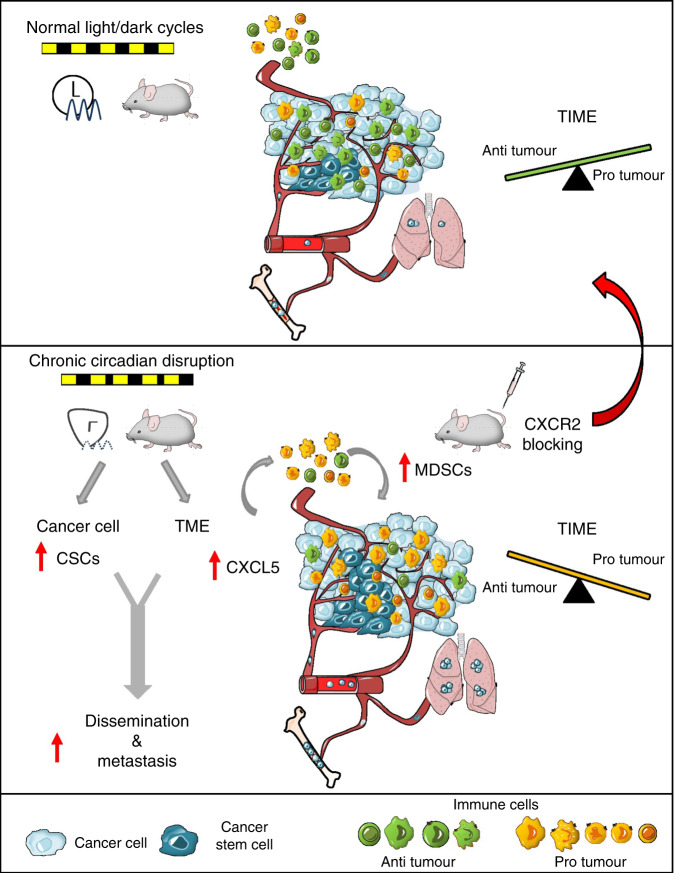 Normal light/dark cycles
L
TIME
Anti tumour
Pro tumour
Chronic circadian disruption
CXCR2
blocking
MDSCs
Cancer cell
TME
CSCs
CXCL5
TIME
Pro tumour
Anti tumour
Dissemination
&
metastasis
Immune cells
Cancer cell
Cancer
stem cell
Anti tumour
Pro tumour